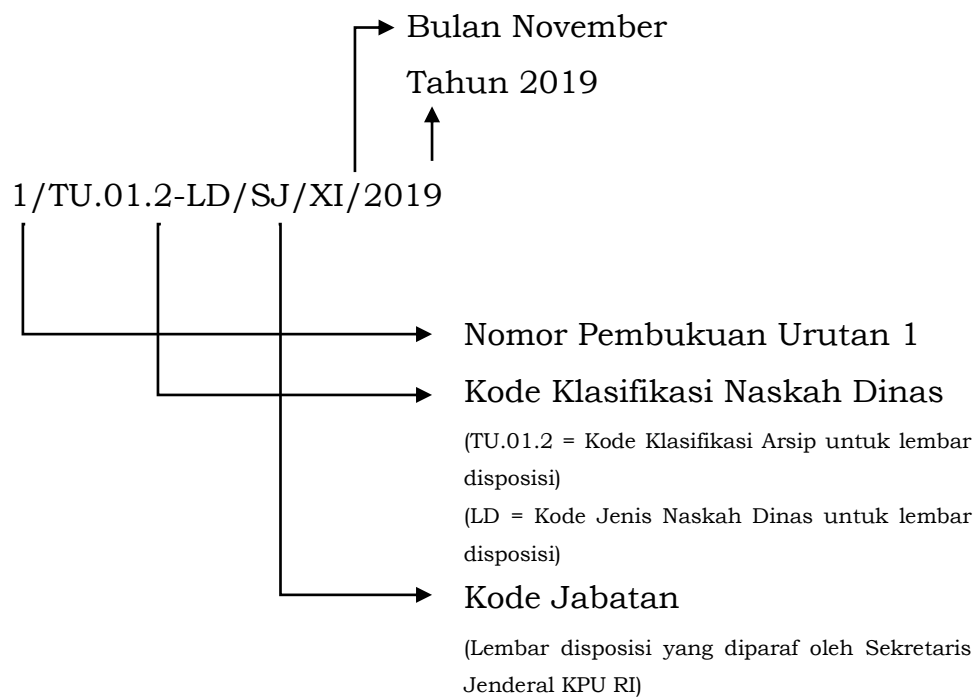 Bulan November
Tahun 2019
1/TU.01.2-LD/SJ/XI/2019
Nomor Pembukuan Urutan 1
Kode Klasifikasi Naskah Dinas
(TU.01.2 = Kode Klasifikasi Arsip untuk lembar
disposisi)
(LD = Kode Jenis Naskah Dinas untuk lembar
disposisi)
Kode Jabatan
(Lembar disposisi yang diparaf oleh Sekretaris
Jenderal KPU RI)